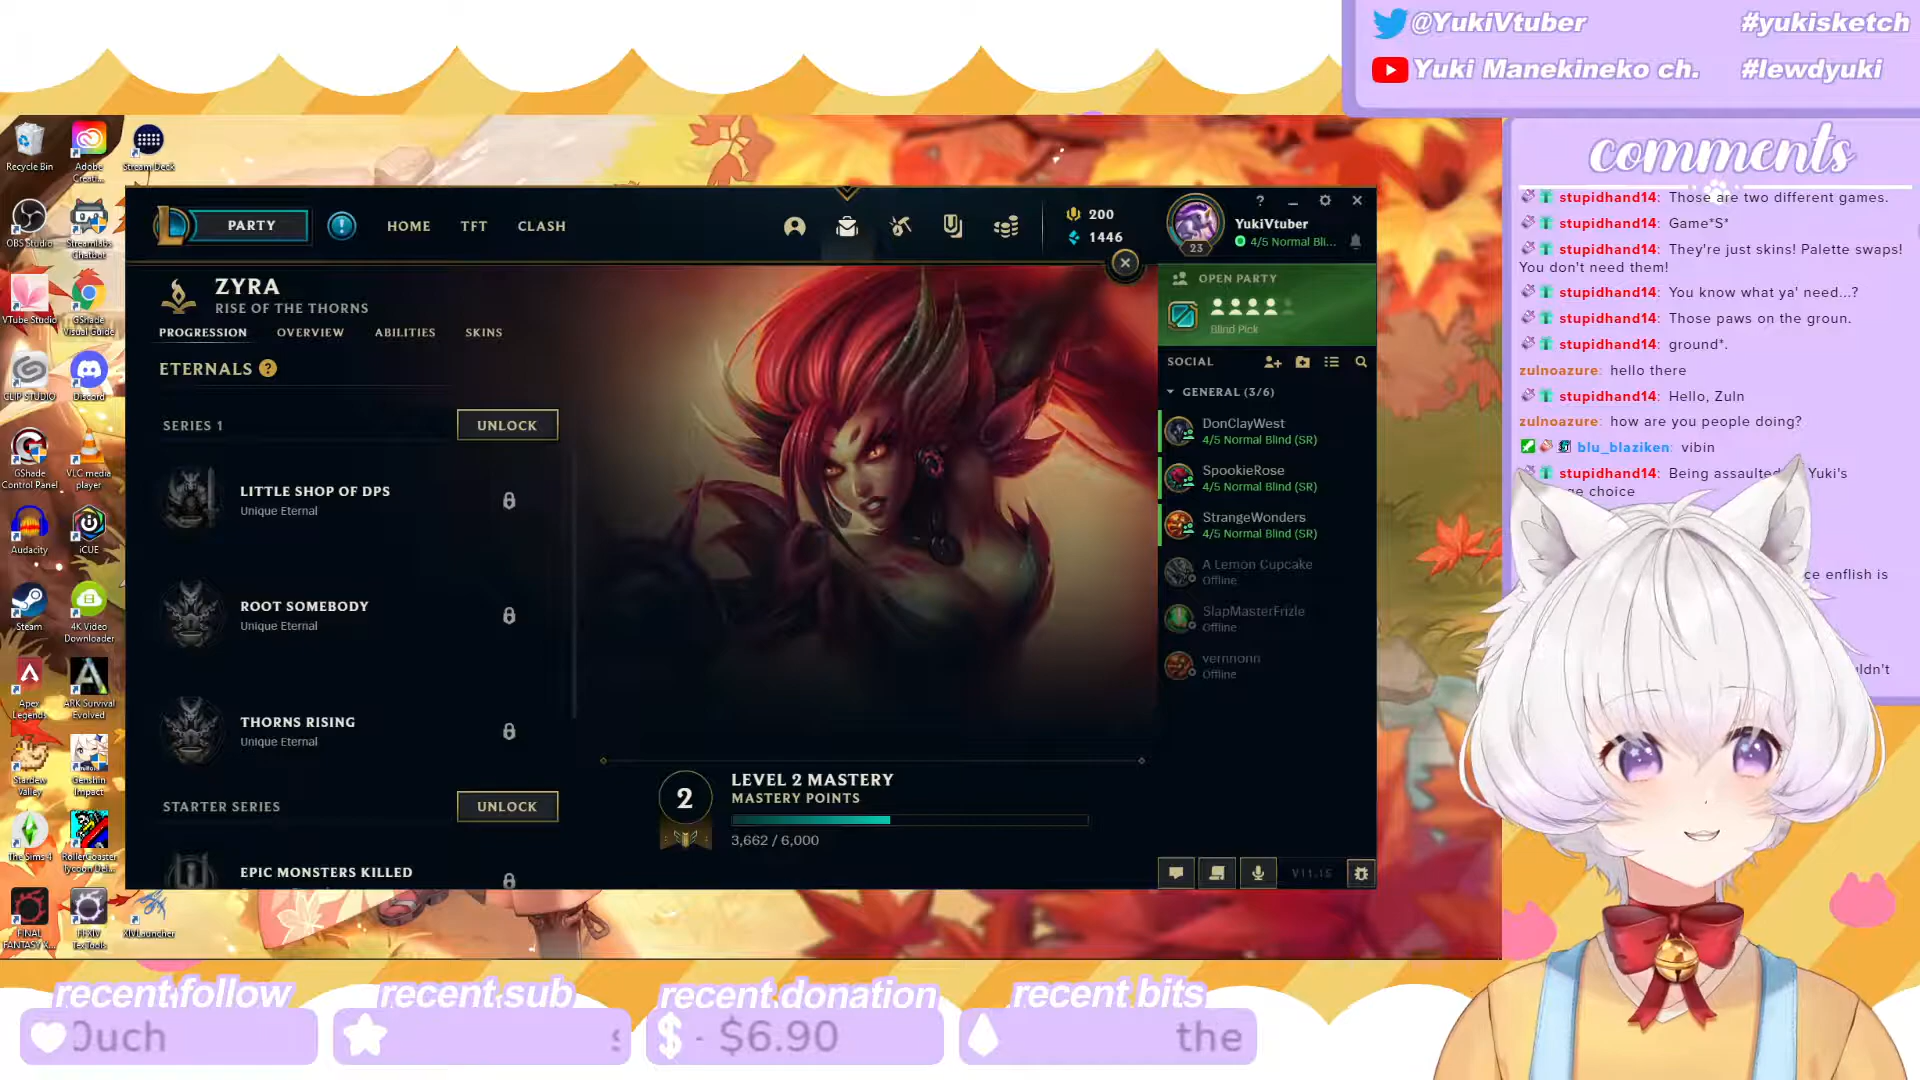 @YukiVtuber
#yukisketch
Yuki Manekineko ch.
#lewdyuki
Recycle Bin
Adobe
Creati...
Stream Deck
OBS Studio
Streamlabs
Chatbot
VTube Studio
GShade
Visual Guide
CLIP STUDIO
Discord
GShade
Control Panel
VLC media
player
Audacity
iCUE
Steam
4K Video
Downloader
Apex
Legends
ARK Survival
Evolved
Stardew
Valley
Genshin
Impact
The Sims 4
RollerCoaster
Tycoon Del...
FINAL
FANTASY X...
FFXIV
TexTools
XIVLauncher
PARTY
HOME
TFT
CLASH
200
1446
23
YukiVtuber
4/5 Normal Bli...
ZYRA
RISE OF THE THORNS
PROGRESSION
OVERVIEW
ABILITIES
SKINS
ETERNALS ?
SERIES 1
UNLOCK
LITTLE SHOP OF DPS
Unique Eternal
ROOT SOMEBODY
Unique Eternal
THORNS RISING
Unique Eternal
STARTER SERIES
UNLOCK
EPIC MONSTERS KILLED
2
LEVEL 2 MASTERY
MASTERY POINTS
3,662 / 6,000
OPEN PARTY
Blind Pick
SOCIAL
GENERAL (3/6)
DonClayWest
4/5 Normal Blind (SR)
SpookieRose
4/5 Normal Blind (SR)
StrangeWonders
4/5 Normal Blind (SR)
A Lemon Cupcake
Offline
SlapMasterFrizle
Offline
vernnonn
Offline
V11.15
comments
stupidhand14: Those are two different games.
stupidhand14: Game*S*
stupidhand14: They're just skins! Palette swaps!
You don't need them!
stupidhand14: You know what ya' need...?
stupidhand14: Those paws on the groun.
stupidhand14: ground*.
zulnoazure: hello there
stupidhand14: Hello, Zuln
zulnoazure: how are you people doing?
blu_blaziken: vibin
stupidhand14: Being assaulted Yuki's
choice
enflish is
recent follow
Ouch
recent sub
recent donation
$ - $6.90
recent bits
the